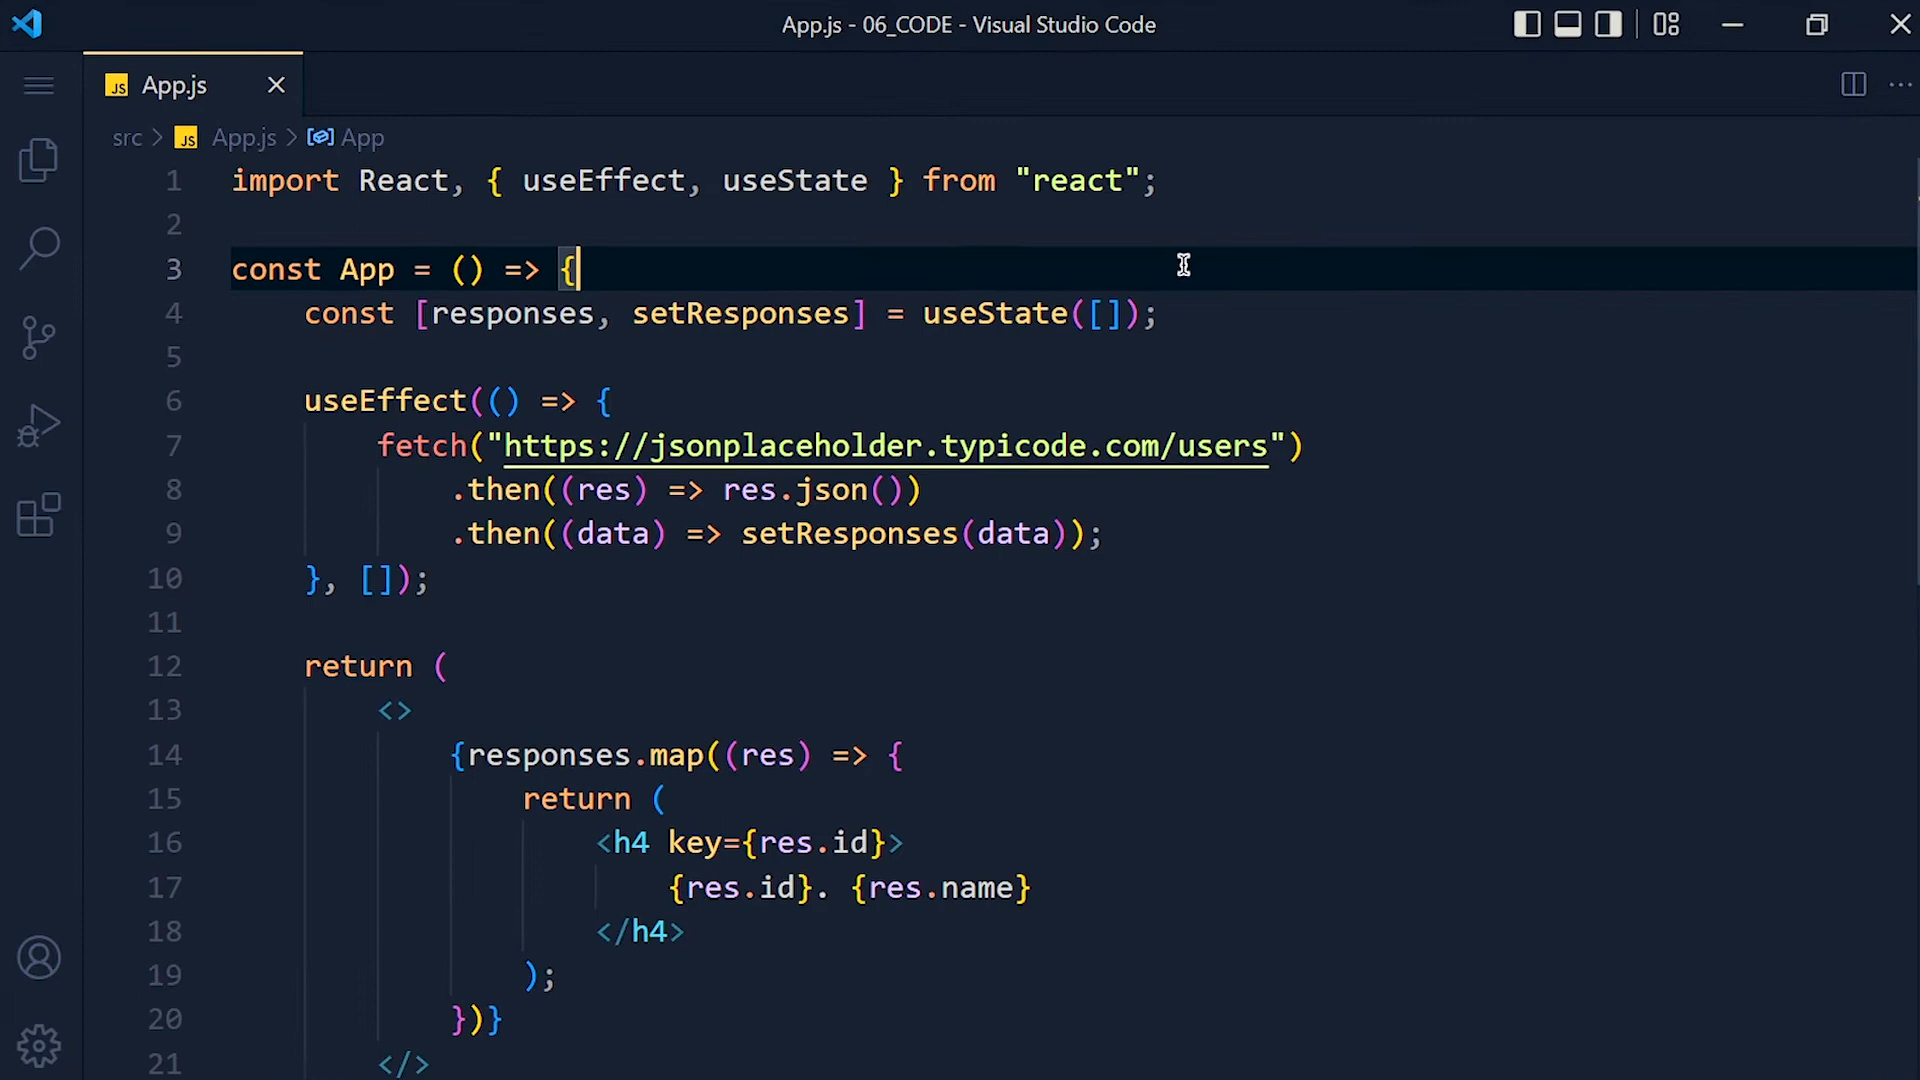 App.js - 06_CODE - Visual Studio Code
JS App.js
src > JS App.js > App
1 import React, { useEffect, useState } from "react";
2
3 const App = () => {
4 const [responses, setResponses] = useState([]);
5
6 useEffect(() => {
7 fetch("https://jsonplaceholder.typicode.com/users")
8 .then((res) => res.json())
9 .then((data) => setResponses(data));
10 }, []);
11
12 return (
13 <>
14 {responses.map((res) => {
15 return (
16 <h4 key={res.id}>
17 {res.id}. {res.name}
18 </h4>
19 );
20 })}
21 </>